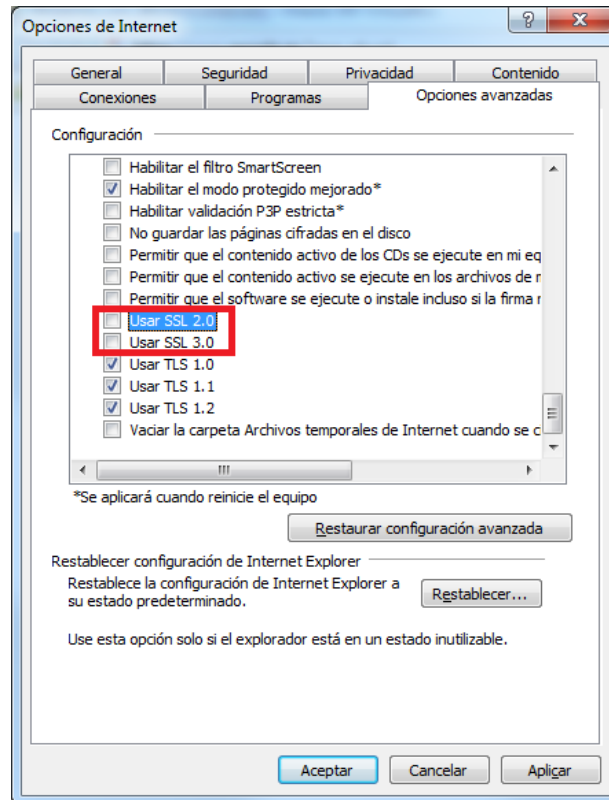 Opciones de Internet
General Seguridad Privacidad Contenido
Conexiones Programas Opciones avanzadas
Configuración
Habilitar el filtro SmartScreen
Habilitar el modo protegido mejorado*
Habilitar validación P3P estricta*
No guardar las páginas cifradas en el disco
Permitir que el contenido activo de los CDs se ejecute en mi eq
Permitir que el contenido activo se ejecute en los archivos de
Permitir que el software se ejecute o instale incluso si la firma
Usar SSL 2.0
Usar SSL 3.0
Usar TLS 1.0
Usar TLS 1.1
Usar TLS 1.2
Vaciar la carpeta Archivos temporales de Internet cuando se c
*Se aplicará cuando reinicie el equipo
Restaurar configuración avanzada
Restablecer configuración de Internet Explorer
Restablece la configuración de Internet Explorer a
su estado predeterminado.
Restablecer...
Use esta opción solo si el explorador está en un estado inutilizable.
Aceptar Cancelar Aplicar